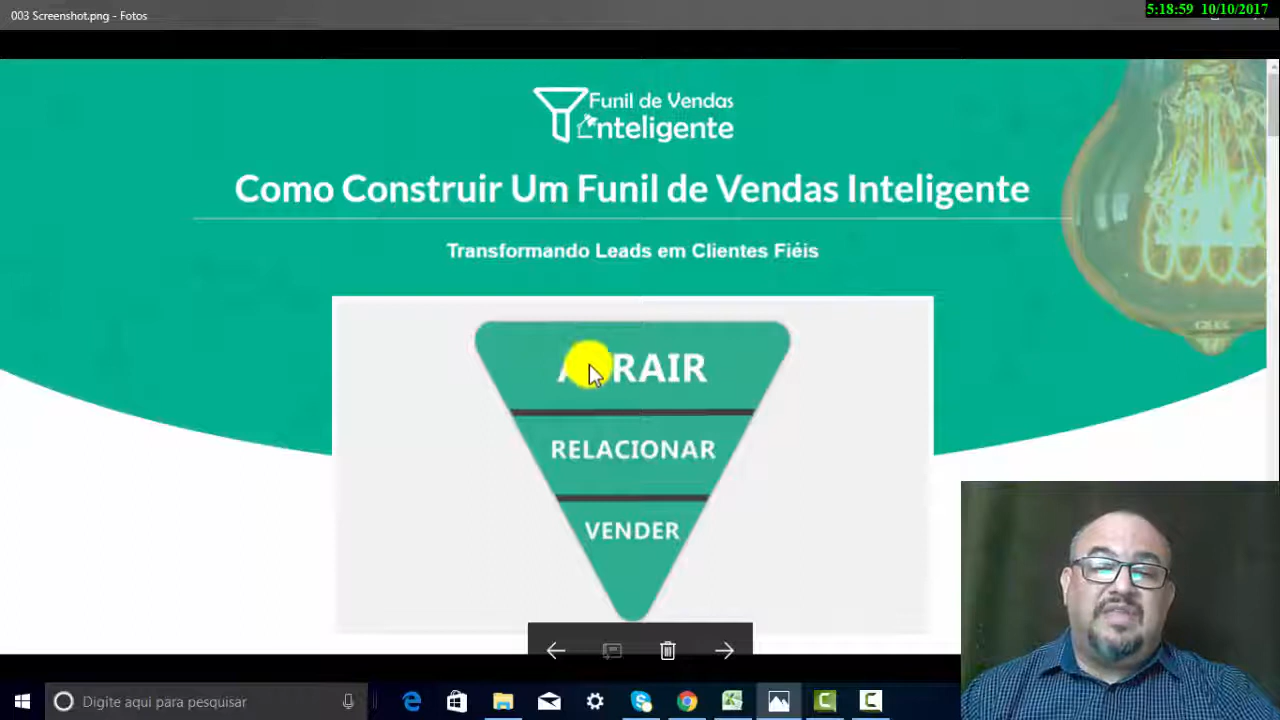 003 Screenshot.png - Fotos
5:18:59 10/10/2017
Funil de Vendas
Inteligente
Como Construir Um Funil de Vendas Inteligente
Transformando Leads em Clientes Fiéis
ATRAIR
RELACIONAR
VENDER
Digite aqui para pesquisar